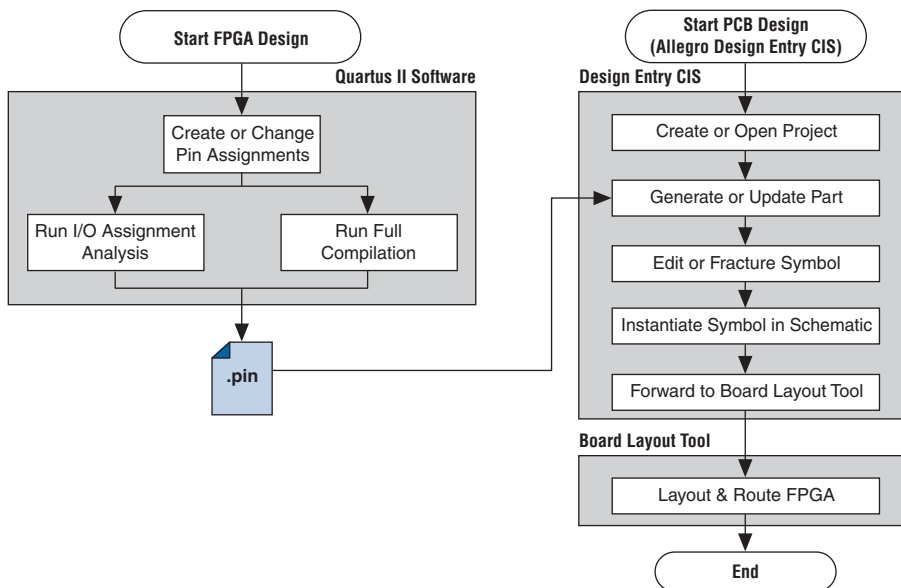 Start FPGA Design
Quartus II Software
Create or Change
Pin Assignments
Run I/O Assignment
Analysis
Run Full
Compilation
.pin
Start PCB Design
(Allegro Design Entry CIS)
Design Entry CIS
Create or Open Project
Generate or Update Part
Edit or Fracture Symbol
Instantiate Symbol in Schematic
Forward to Board Layout Tool
Board Layout Tool
Layout & Route FPGA
End